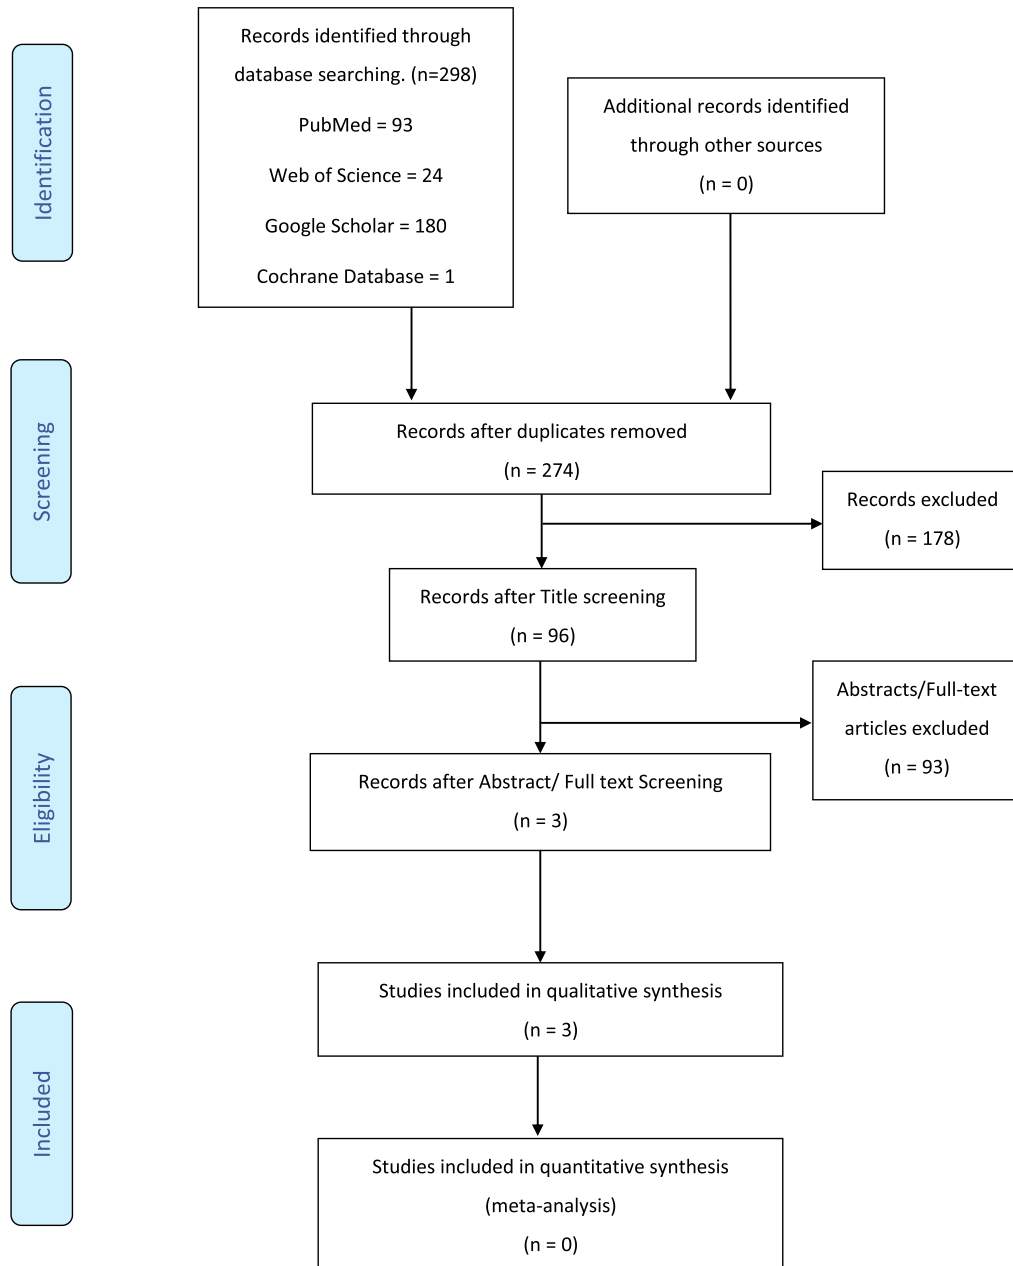 Identification
Records identified through
database searching. (n=298)
PubMed = 93
Web of Science = 24
Google Scholar = 180
Cochrane Database = 1
Additional records identified
through other sources
(n = 0)
Screening
Records after duplicates removed
(n = 274)
Records excluded
(n = 178)
Records after Title screening
(n = 96)
Eligibility
Abstracts/Full-text
articles excluded
(n = 93)
Records after Abstract/ Full text Screening
(n = 3)
Included
Studies included in qualitative synthesis
(n = 3)
Studies included in quantitative synthesis
(meta-analysis)
(n = 0)